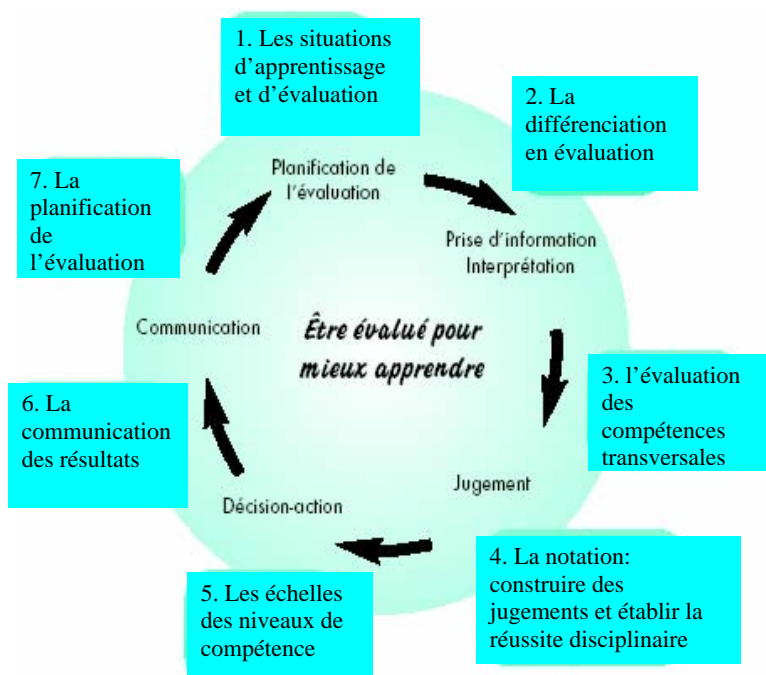 1. Les situations
d’apprentissage
et d’évaluation
2. La
différenciation
en évaluation
Planification de
l’évaluation
7. La
planification
de
l’évaluation
Prise d’information
Interprétation
Communication
Être évalué pour
mieux apprendre
3. l’évaluation
des
compétences
transversales
6. La
communication
des résultats
Jugement
Décision-action
4. La notation:
construire des
jugements et établir la
réussite disciplinaire
5. Les échelles
des niveaux de
compétence